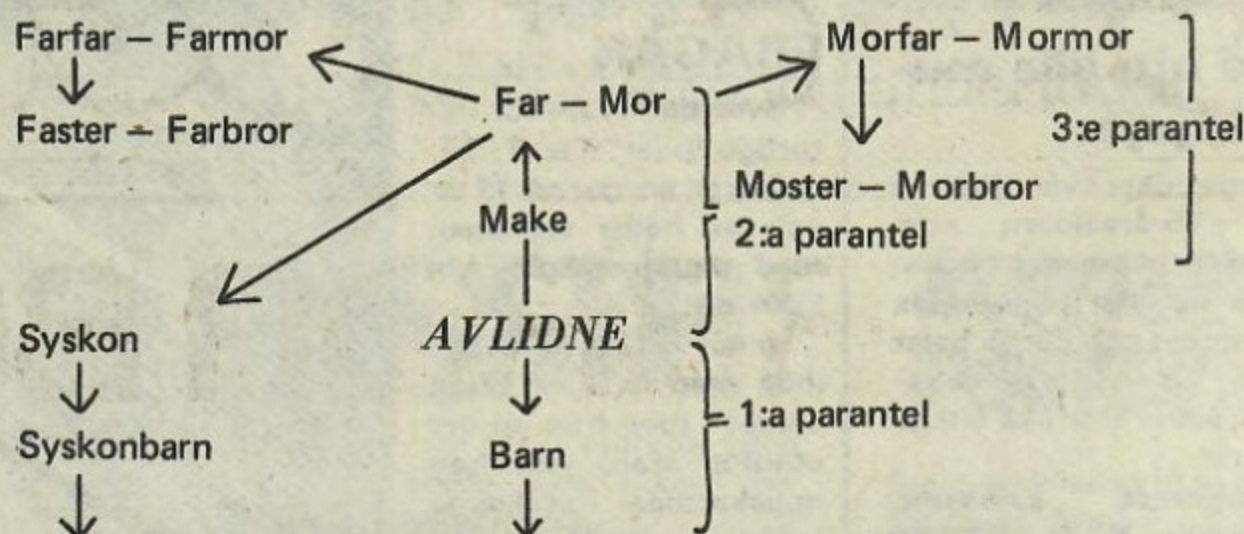 Farfar – Farmor
Morfar – Mormor
Far – Mor
Faster – Farbror
3:e parantel
Moster – Morbror
Make
2:a parantel
AVLIDNE
Syskon
1:a parantel
Syskonbarn
Barn